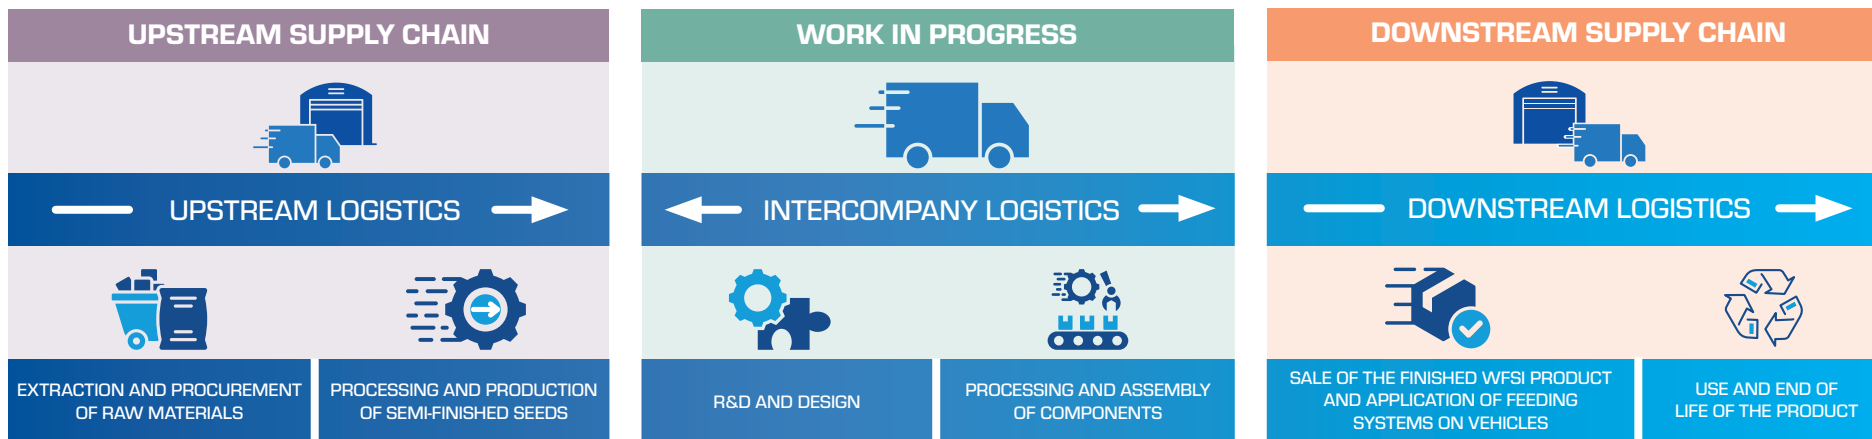 UPSTREAM SUPPLY CHAIN
UPSTREAM LOGISTICS
EXTRACTION AND PROCUREMENT
OF RAW MATERIALS
PROCESSING AND PRODUCTION
OF SEMI-FINISHED SEEDS
WORK IN PROGRESS
INTERCOMPANY LOGISTICS
R&D AND DESIGN
PROCESSING AND ASSEMBLY
OF COMPONENTS
DOWNSTREAM SUPPLY CHAIN
DOWNSTREAM LOGISTICS
SALE OF THE FINISHED WFSI PRODUCT
AND APPLICATION OF FEEDING
SYSTEMS ON VEHICLES
USE AND END OF
LIFE OF THE PRODUCT